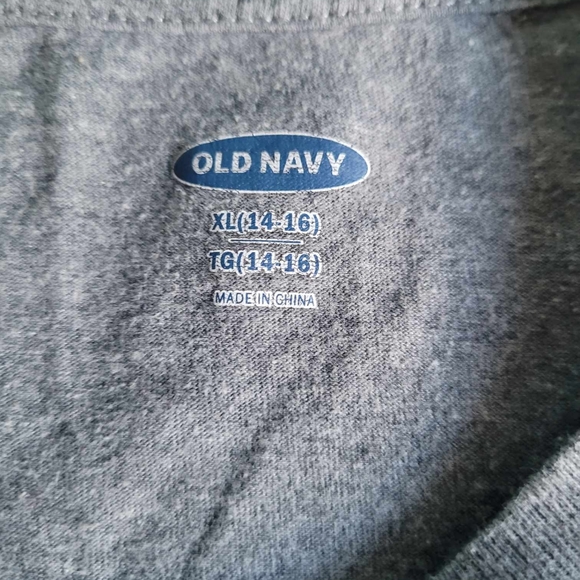 OLD NAVY
XL(14-16)
TG(14-16)
MADE IN CHINA